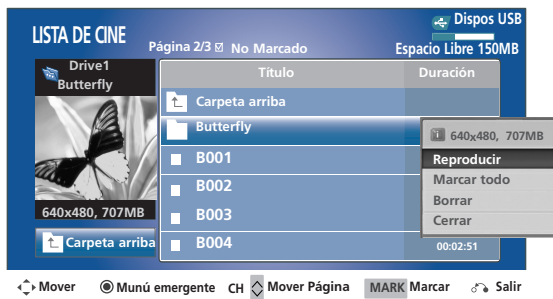 LISTA DE CINE
Página 2/3 No Marcado
Dispos USB
Espacio Libre 150MB
Drive1
Butterfly
640x480, 707MB
Carpeta arriba
Título Duración
Carpeta arriba
Butterfly
B001
B002
B003
B004 00:02:51
640x480, 707MB
Reproducir
Marcar todo
Borrar
Cerrar
Mover Munú emergente CH Mover Página MARK Marcar Salir